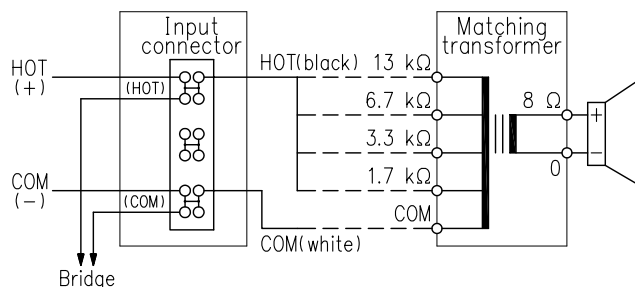 Input
connector
Matching
transformer
HOT
(+)
(HOT)
HOT(black)
13 kΩ
6.7 kΩ
8 Ω
+
3.3 kΩ
−
0
1.7 kΩ
COM
(−)
(COM)
COM
COM(white)
Bridge